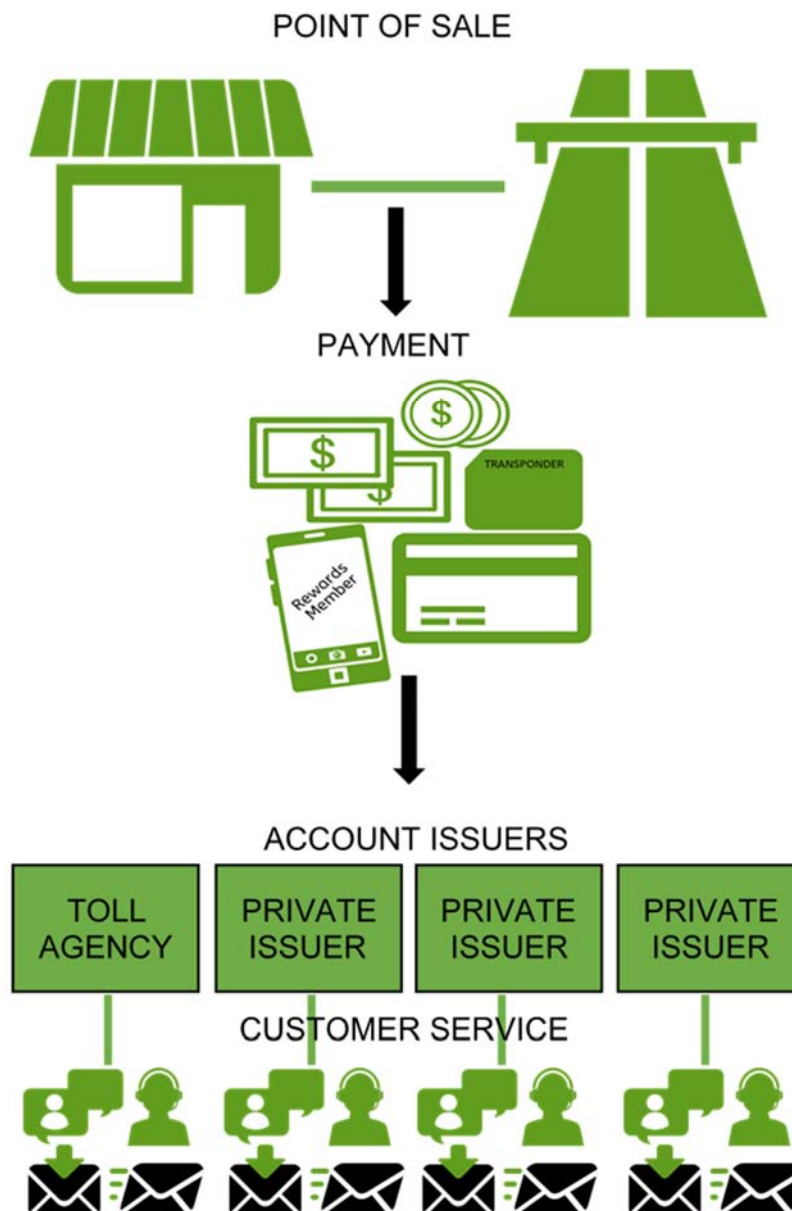 POINT OF SALE
PAYMENT
$
$
$
TRANSPONDER
Rewards
Member
ACCOUNT ISSUERS
TOLL
AGENCY
PRIVATE
ISSUER
PRIVATE
ISSUER
PRIVATE
ISSUER
CUSTOMER SERVICE